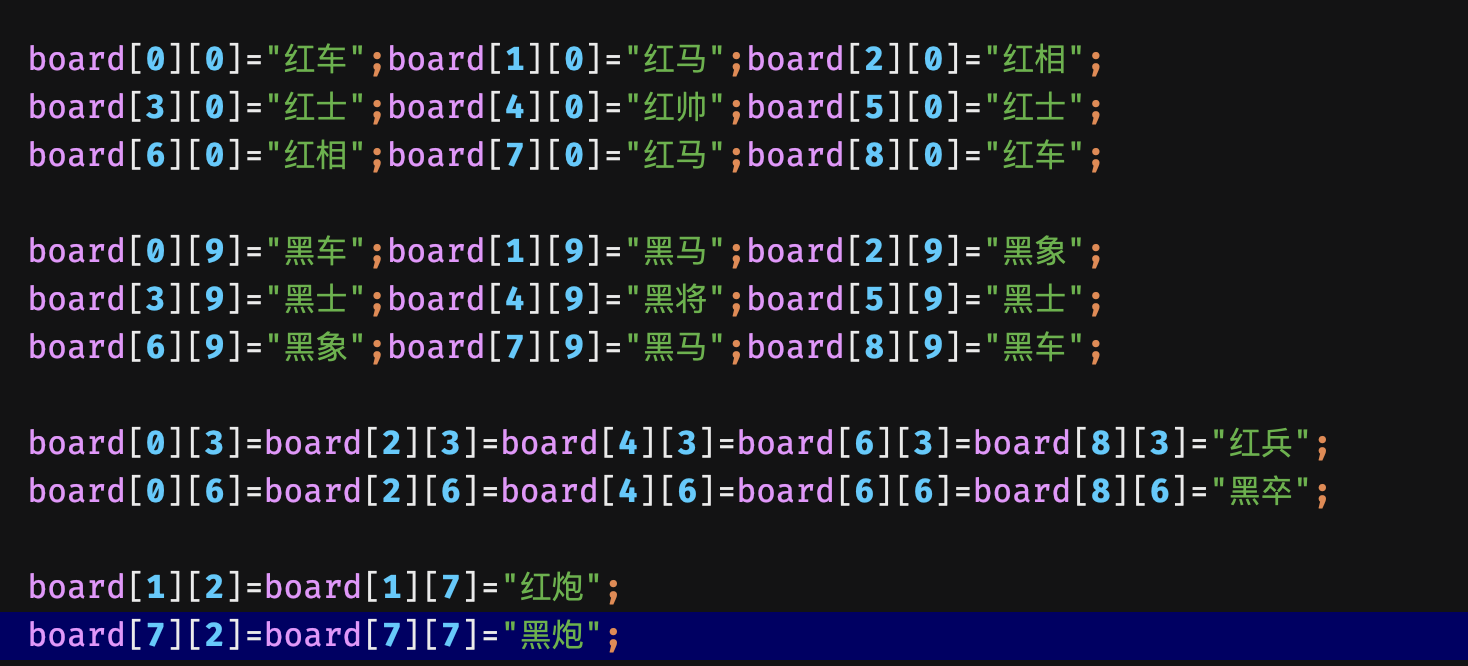 board[0][0]="红车";board[1][0]="红马";board[2][0]="红相";
board[3][0]="红士";board[4][0]="红帅";board[5][0]="红士";
board[6][0]="红相";board[7][0]="红马";board[8][0]="红车";
board[0][9]="黑车";board[1][9]="黑马";board[2][9]="黑象";
board[3][9]="黑士";board[4][9]="黑将";board[5][9]="黑士";
board[6][9]="黑象";board[7][9]="黑马";board[8][9]="黑车";
board[0][3]=board[2][3]=board[4][3]=board[6][3]=board[8][3]="红兵";
board[0][6]=board[2][6]=board[4][6]=board[6][6]=board[8][6]="黑卒";
board[1][2]=board[1][7]="红炮";
board[7][2]=board[7][7]="黑炮";